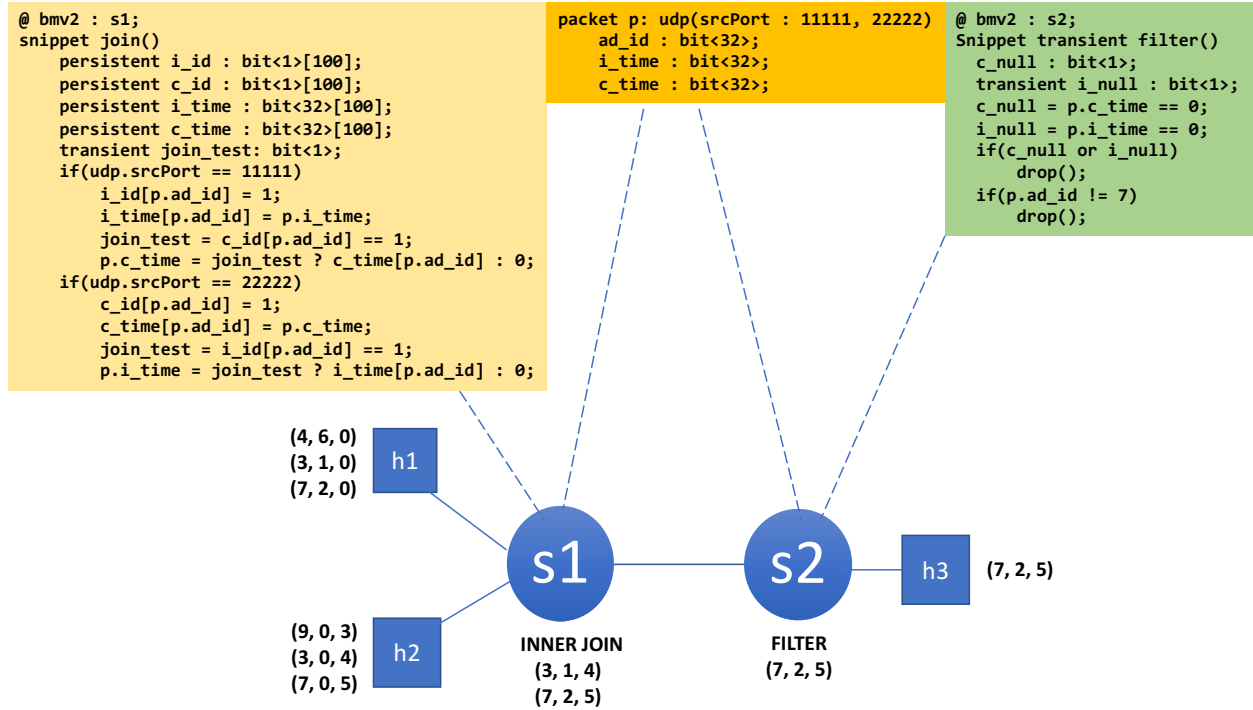 @ bmv2 : s1;
snippet join()
persistent i_id : bit<1>[100];
persistent c_id : bit<1>[100];
persistent i_time : bit<32>[100];
persistent c_time : bit<32>[100];
transient join_test: bit<1>;
if(udp.srcPort == 11111)
i_id[p.ad_id] = 1;
i_time[p.ad_id] = p.i_time;
join_test = c_id[p.ad_id] == 1;
p.c_time = join_test ? c_time[p.ad_id] : 0;
if(udp.srcPort == 22222)
c_id[p.ad_id] = 1;
c_time[p.ad_id] = p.c_time;
join_test = i_id[p.ad_id] == 1;
p.i_time = join_test ? i_time[p.ad_id] : 0;
packet p: udp(srcPort : 11111, 22222)
ad_id : bit<32>;
i_time : bit<32>;
c_time : bit<32>;
@ bmv2 : s2;
Snippet transient filter()
c_null : bit<1>;
transient i_null : bit<1>;
c_null = p.c_time == 0;
i_null = p.i_time == 0;
if(c_null or i_null)
drop();
if(p.ad_id != 7)
drop();
(4, 6, 0)
(3, 1, 0)
(7, 2, 0)
h1
(9, 0, 3)
(3, 0, 4)
(7, 0, 5)
h2
s1
INNER JOIN
(3, 1, 4)
(7, 2, 5)
s2
FILTER
(7, 2, 5)
h3
(7, 2, 5)